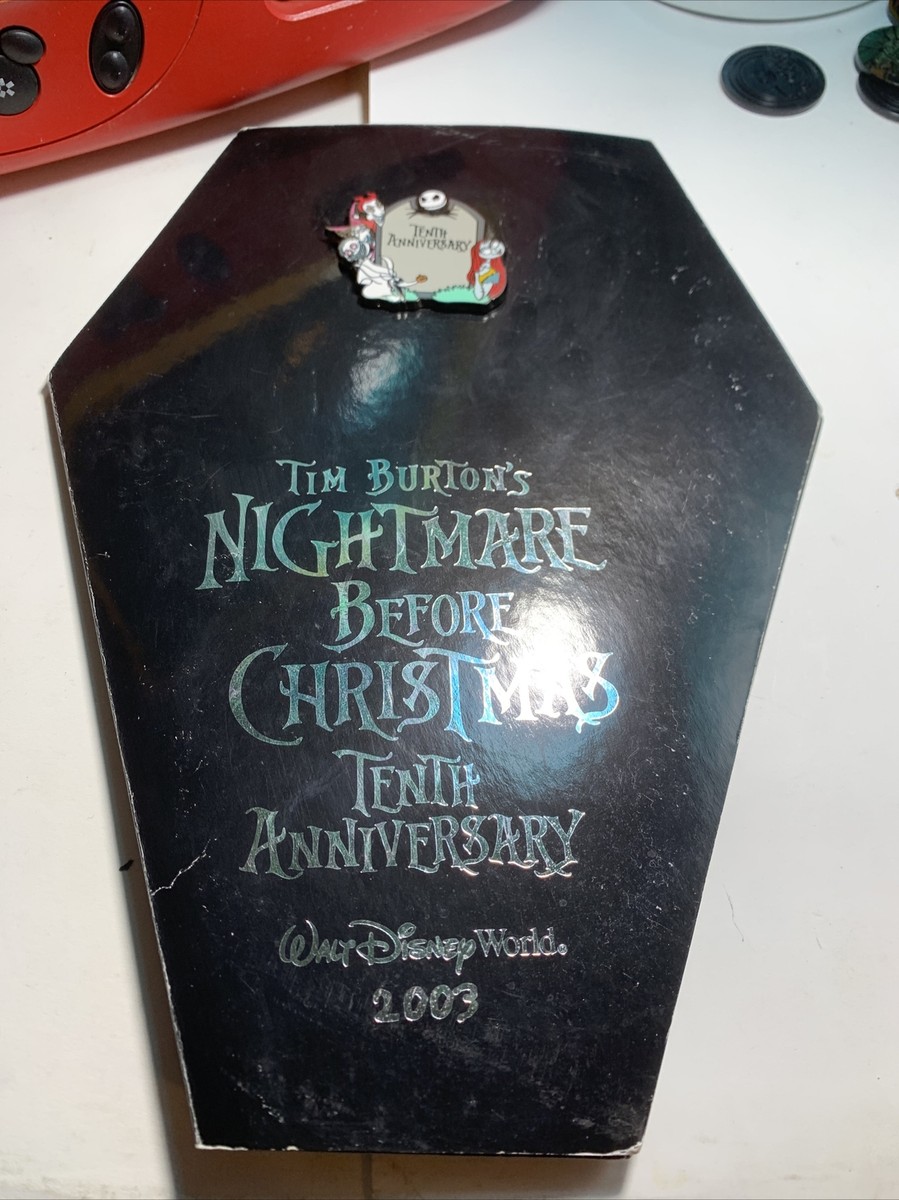 TENTH
ANNIVERSARY
TIM BURTON'S
NIGHTMARE
BEFORE
CHRISTMAS
TENTH
ANNIVERSARY
WALT DISNEY World.
2003